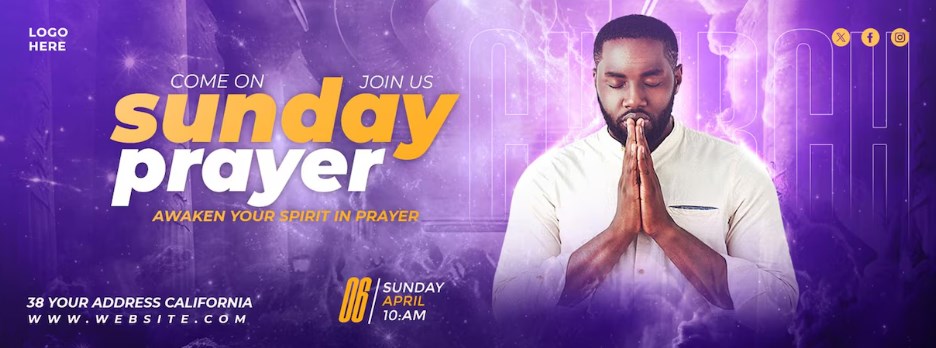 LOGO
HERE
COME ON JOIN US
sunday
prayer
AWAKEN YOUR SPIRIT IN PRAYER
38 YOUR ADDRESS CALIFORNIA
WWW.WEBSITE.COM
06
SUNDAY
APRIL
10:AM